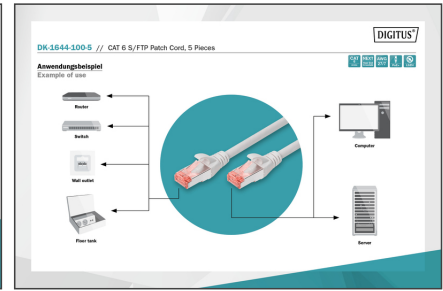 DIGITUS®
DK-1644-100-5 // CAT 6 S/FTP Patch Cord, 5 Pieces
Anwendungsbeispiel
Example of use
Router
Switch
Wall outlet
Floor tank
Computer
Server